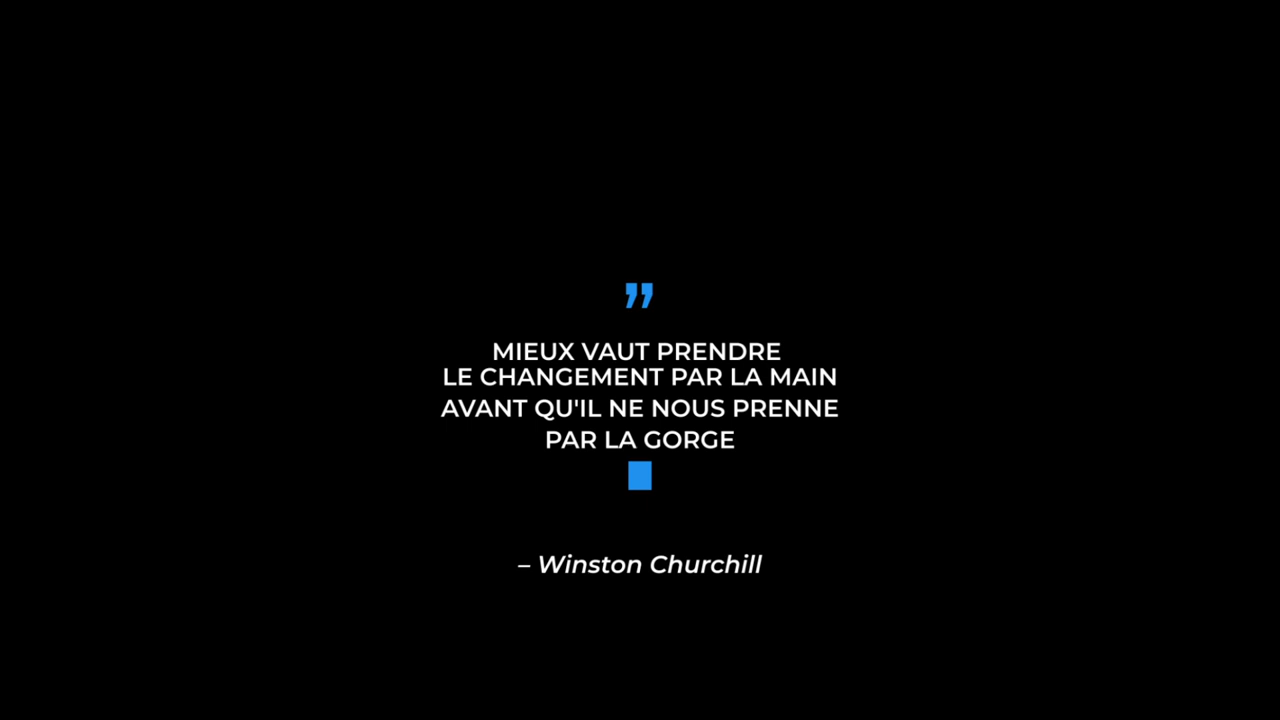 ”
MIEUX VAUT PRENDRE
LE CHANGEMENT PAR LA MAIN
AVANT QU'IL NE NOUS PRENNE
PAR LA GORGE
– Winston Churchill